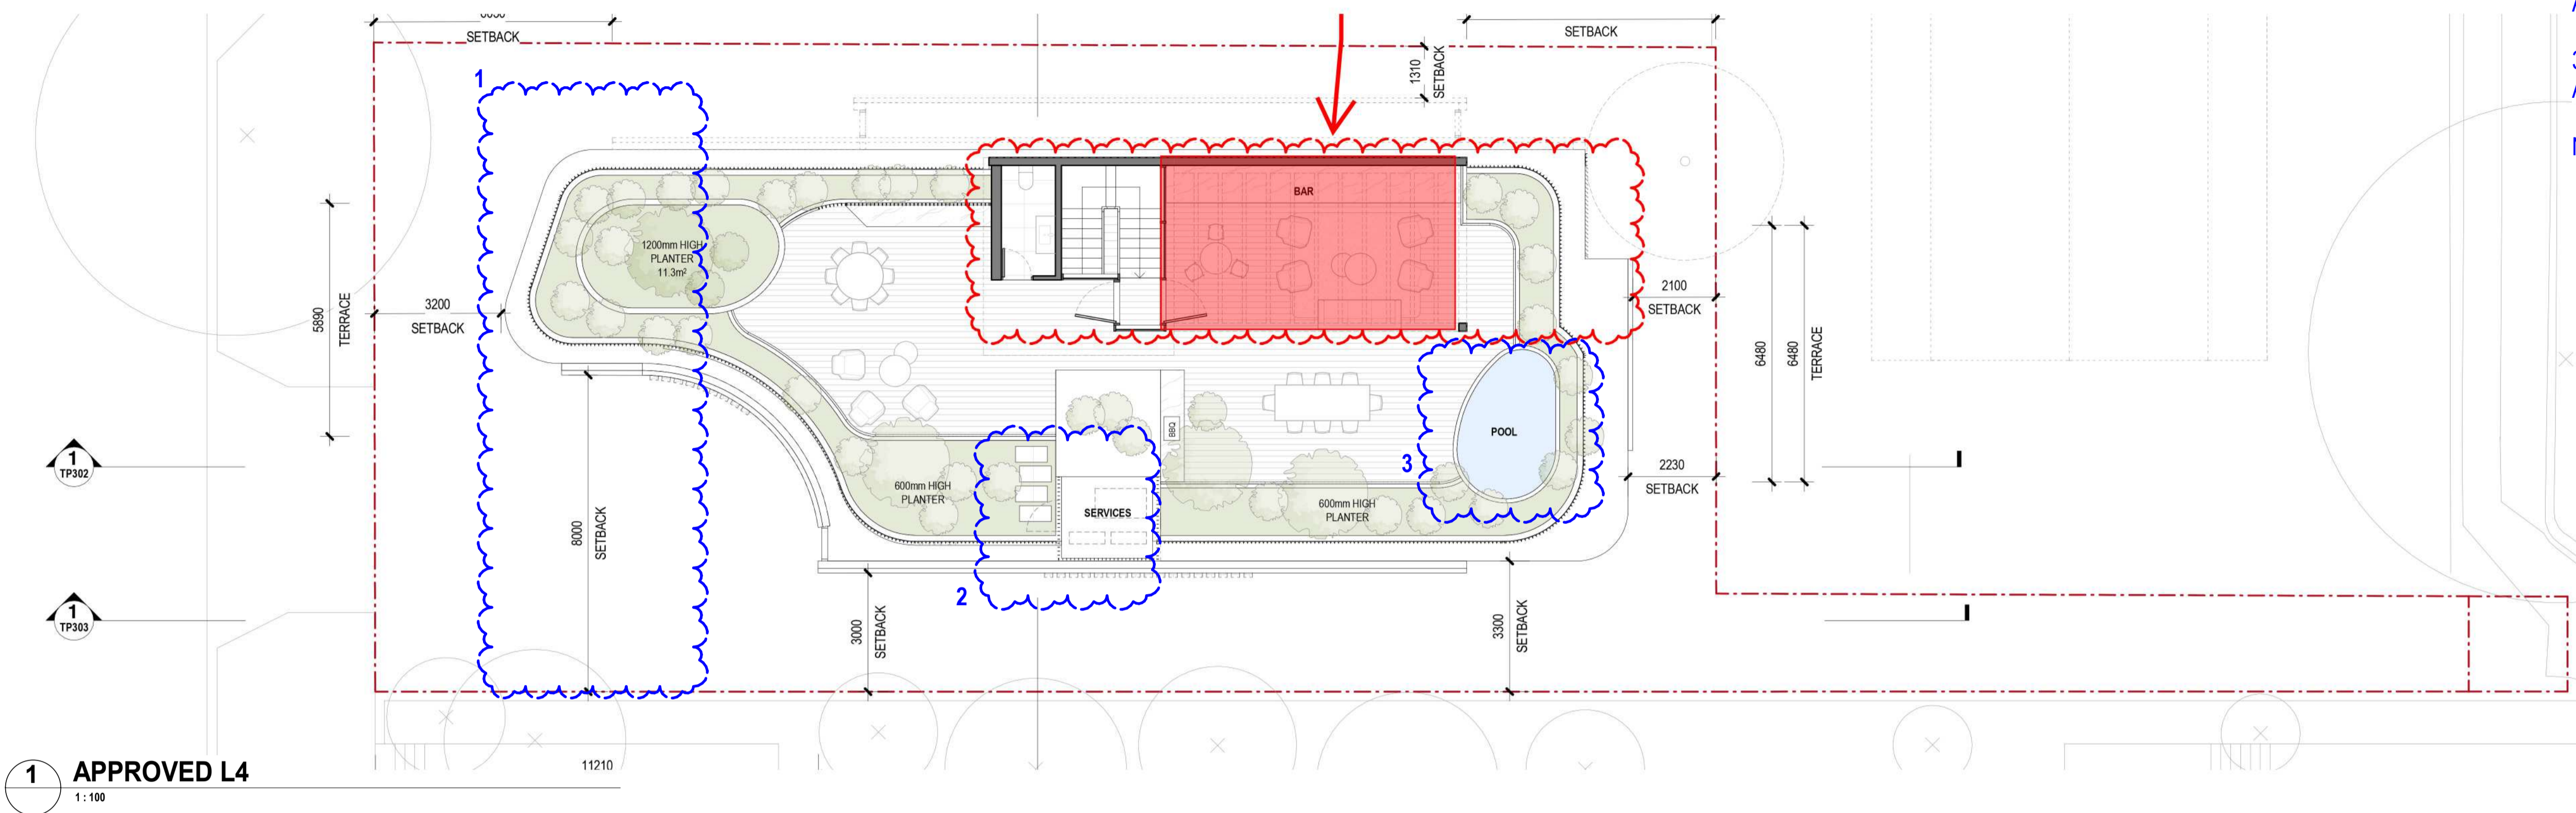 SETBACK
SETBACK
1310
SETBACK
1
BAR
1200mm HIGH
PLANTER
11.3m²
5890
TERRACE
3200
SETBACK
2100
SETBACK
6480
6480
TERRACE
BBQ
POOL
3
1
TP302
600mm HIGH
PLANTER
SERVICES
600mm HIGH
PLANTER
2230
SETBACK
8000
SETBACK
2
1
TP303
3000
SETBACK
3300
SETBACK
11210
1
APPROVED L4
1 : 100